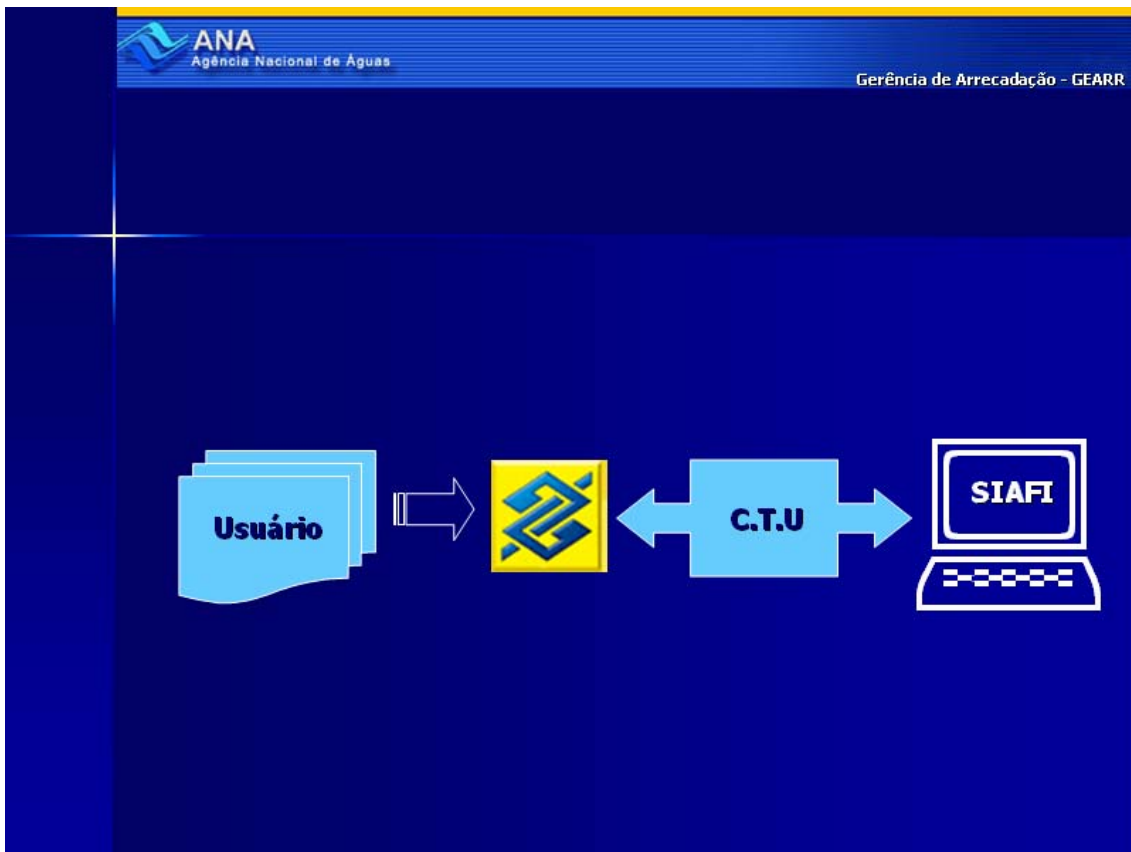 ANA
Agência Nacional de Águas
Gerência de Arrecadação - GEARR
Usuário
C.T.U
SIAFI